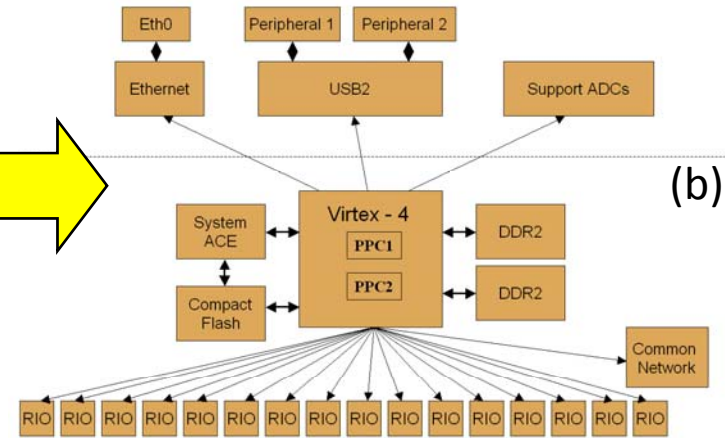 Eth0
Peripheral 1
Peripheral 2
Ethernet
USB2
Support ADCs
(b)
System
ACE
Virtex - 4
PPC1
PPC2
DDR2
Compact
Flash
DDR2
Common
Network
RIO RIO RIO RIO RIO RIO RIO RIO RIO RIO RIO RIO RIO RIO RIO RIO